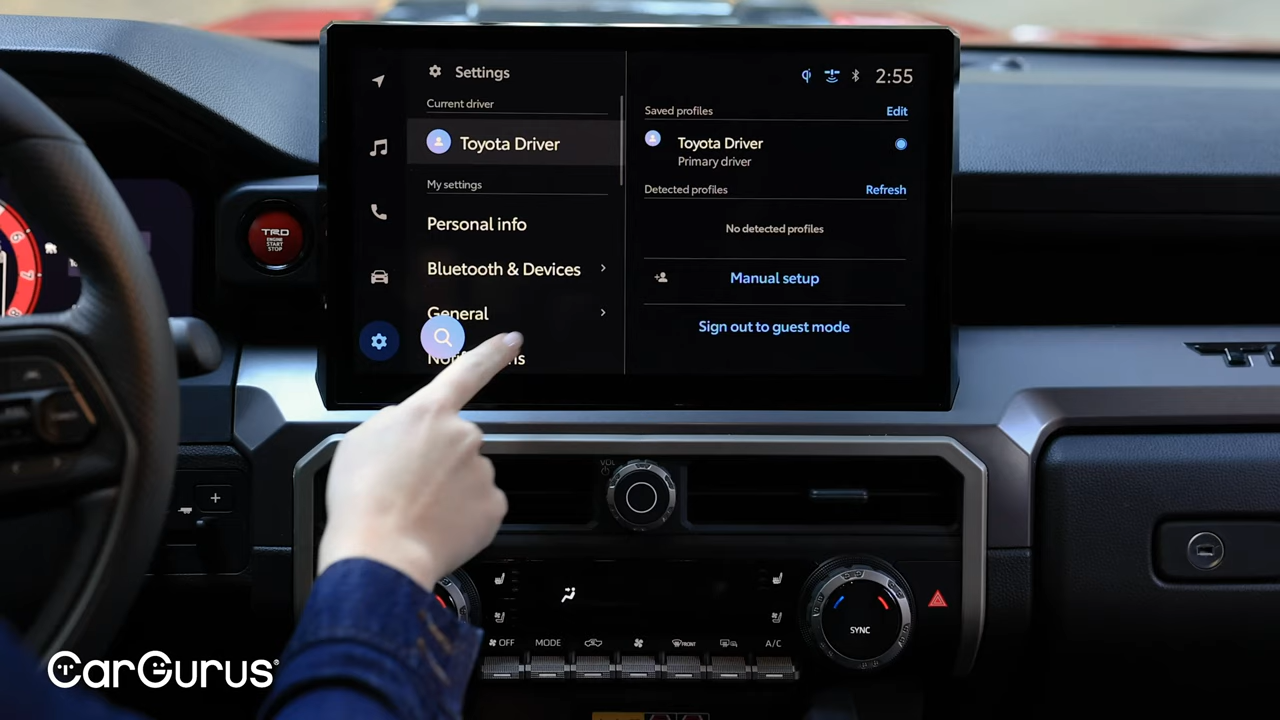 Settings
Current driver
Toyota Driver
My settings
Personal info
Bluetooth & Devices
General
2:55
Saved profiles
Edit
Toyota Driver
Primary driver
Detected profiles
Refresh
No detected profiles
Manual setup
Sign out to guest mode
TRD
ENGINE
START
STOP
VOL
OFF
MODE
FRONT
A/C
SYNC
CarGurus®